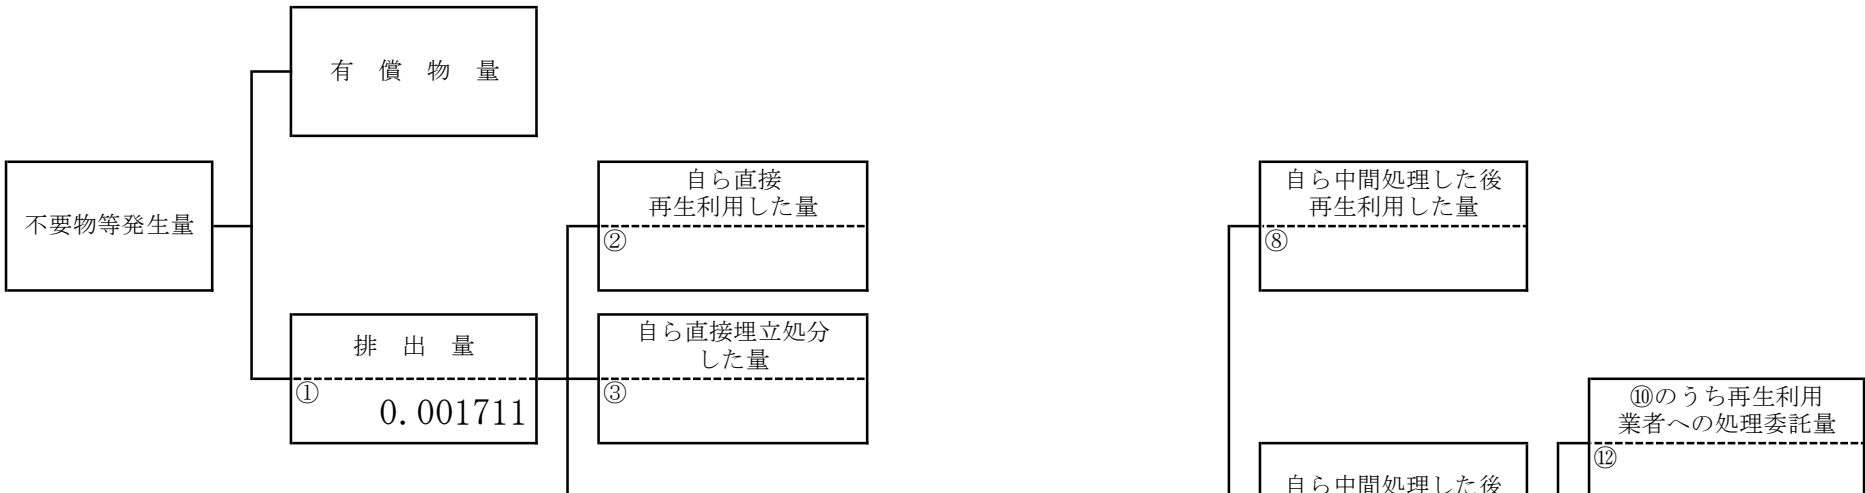 有 償 物 量
不要物等発生量
自ら直接
再生利用した量
②
自ら中間処理した後
再生利用した量
⑧
排 出 量
①
0.001711
自ら直接埋立処分
した量
③
⑩のうち再生利用
業者への処理委託量
⑫
自ら中間処理した後